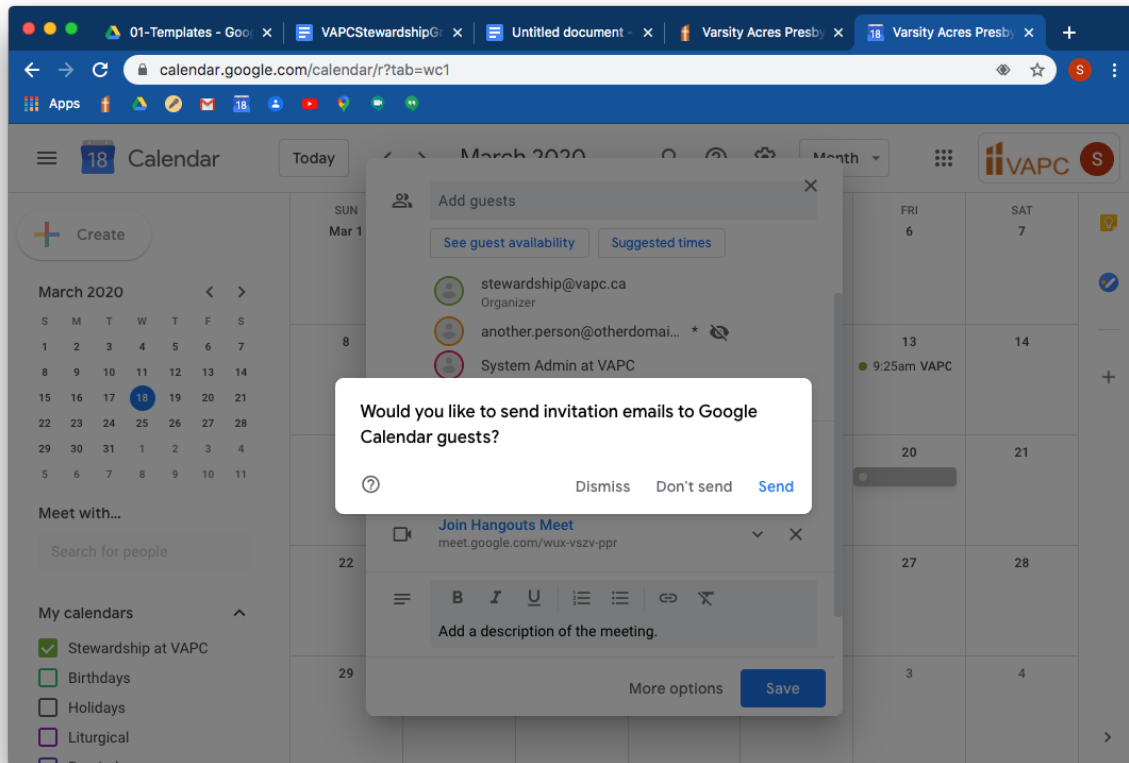 01-Templates - Goo
VAPCStewardshipGr
Untitled document -
Varsity Acres Presby
18 Varsity Acres Presby
calendar.google.com/calendar/r?tab=wc1
S
Apps
18
18 Calendar
Today
March 2020
Month
VAPC
S
Create
March 2020
S M T W T F S
1 2 3 4 5 6 7
8 9 10 11 12 13 14
15 16 17 18 19 20 21
22 23 24 25 26 27 28
29 30 31 1 2 3 4
5 6 7 8 9 10 11
Meet with...
Search for people
My calendars
Stewardship at VAPC
Birthdays
Holidays
Liturgical
SUN
Mar 1
8
22
29
Add guests
See guest availability
Suggested times
stewardship@vapc.ca
Organizer
another.person@otherdomai... *
System Admin at VAPC
Would you like to send invitation emails to Google
Calendar guests?
Dismiss Don't send Send
Join Hangouts Meet
meet.google.com/wux-vszv-ppr
B I U
Add a description of the meeting.
More options
Save
FRI
6
SAT
7
13
9:25am VAPC
14
20
21
27
28
3
4